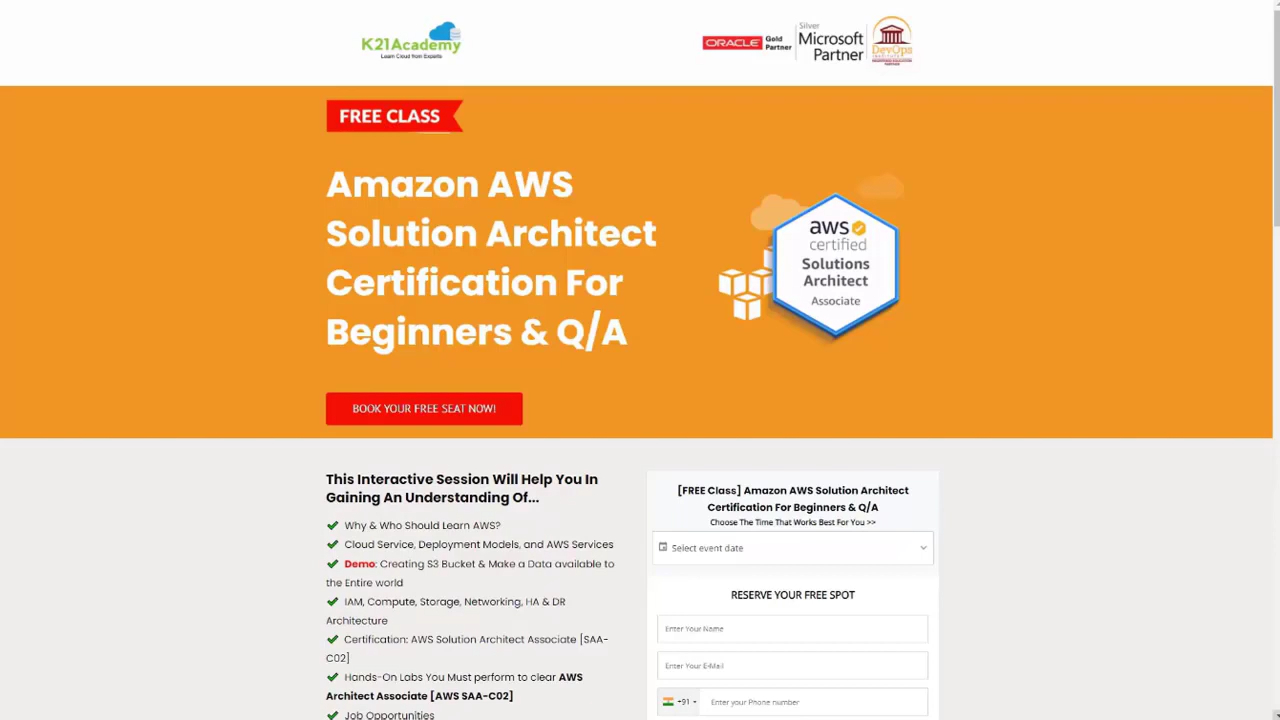 K21Academy
Learn Cloud from Experts
ORACLE Gold Partner
Silver
Microsoft
Partner
DevOps
FREE CLASS
Amazon AWS
Solution Architect
Certification For
Beginners & Q/A
aws
certified
Solutions
Architect
Associate
BOOK YOUR FREE SEAT NOW!
This Interactive Session Will Help You In
Gaining An Understanding Of...
Why & Who Should Learn AWS?
Cloud Service, Deployment Models, and AWS Services
Demo: Creating S3 Bucket & Make a Data available to
the Entire world
IAM, Compute, Storage, Networking, HA & DR
Architecture
Certification: AWS Solution Architect Associate [SAA-
C02]
Hands-On Labs You Must perform to clear AWS
Architect Associate [AWS SAA-C02]
Job Opportunities
[FREE Class] Amazon AWS Solution Architect
Certification For Beginners & Q/A
Choose The Time That Works Best For You >>
Select event date
RESERVE YOUR FREE SPOT
Enter Your Name
Enter Your E-Mail
+91
Enter your Phone number